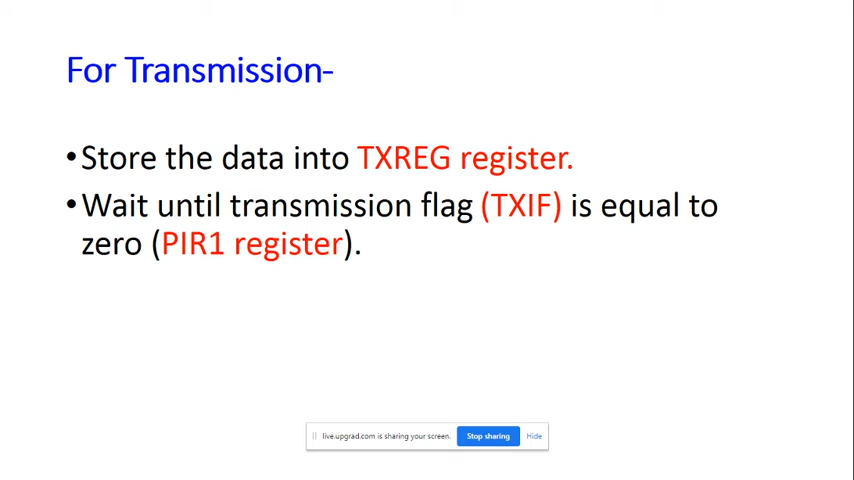 For Transmission-
•Store the data into TXREG register.
•Wait until transmission flag (TXIF) is equal to
zero (PIR1 register).
live.upgrad.com is sharing your screen. Stop sharing Hide